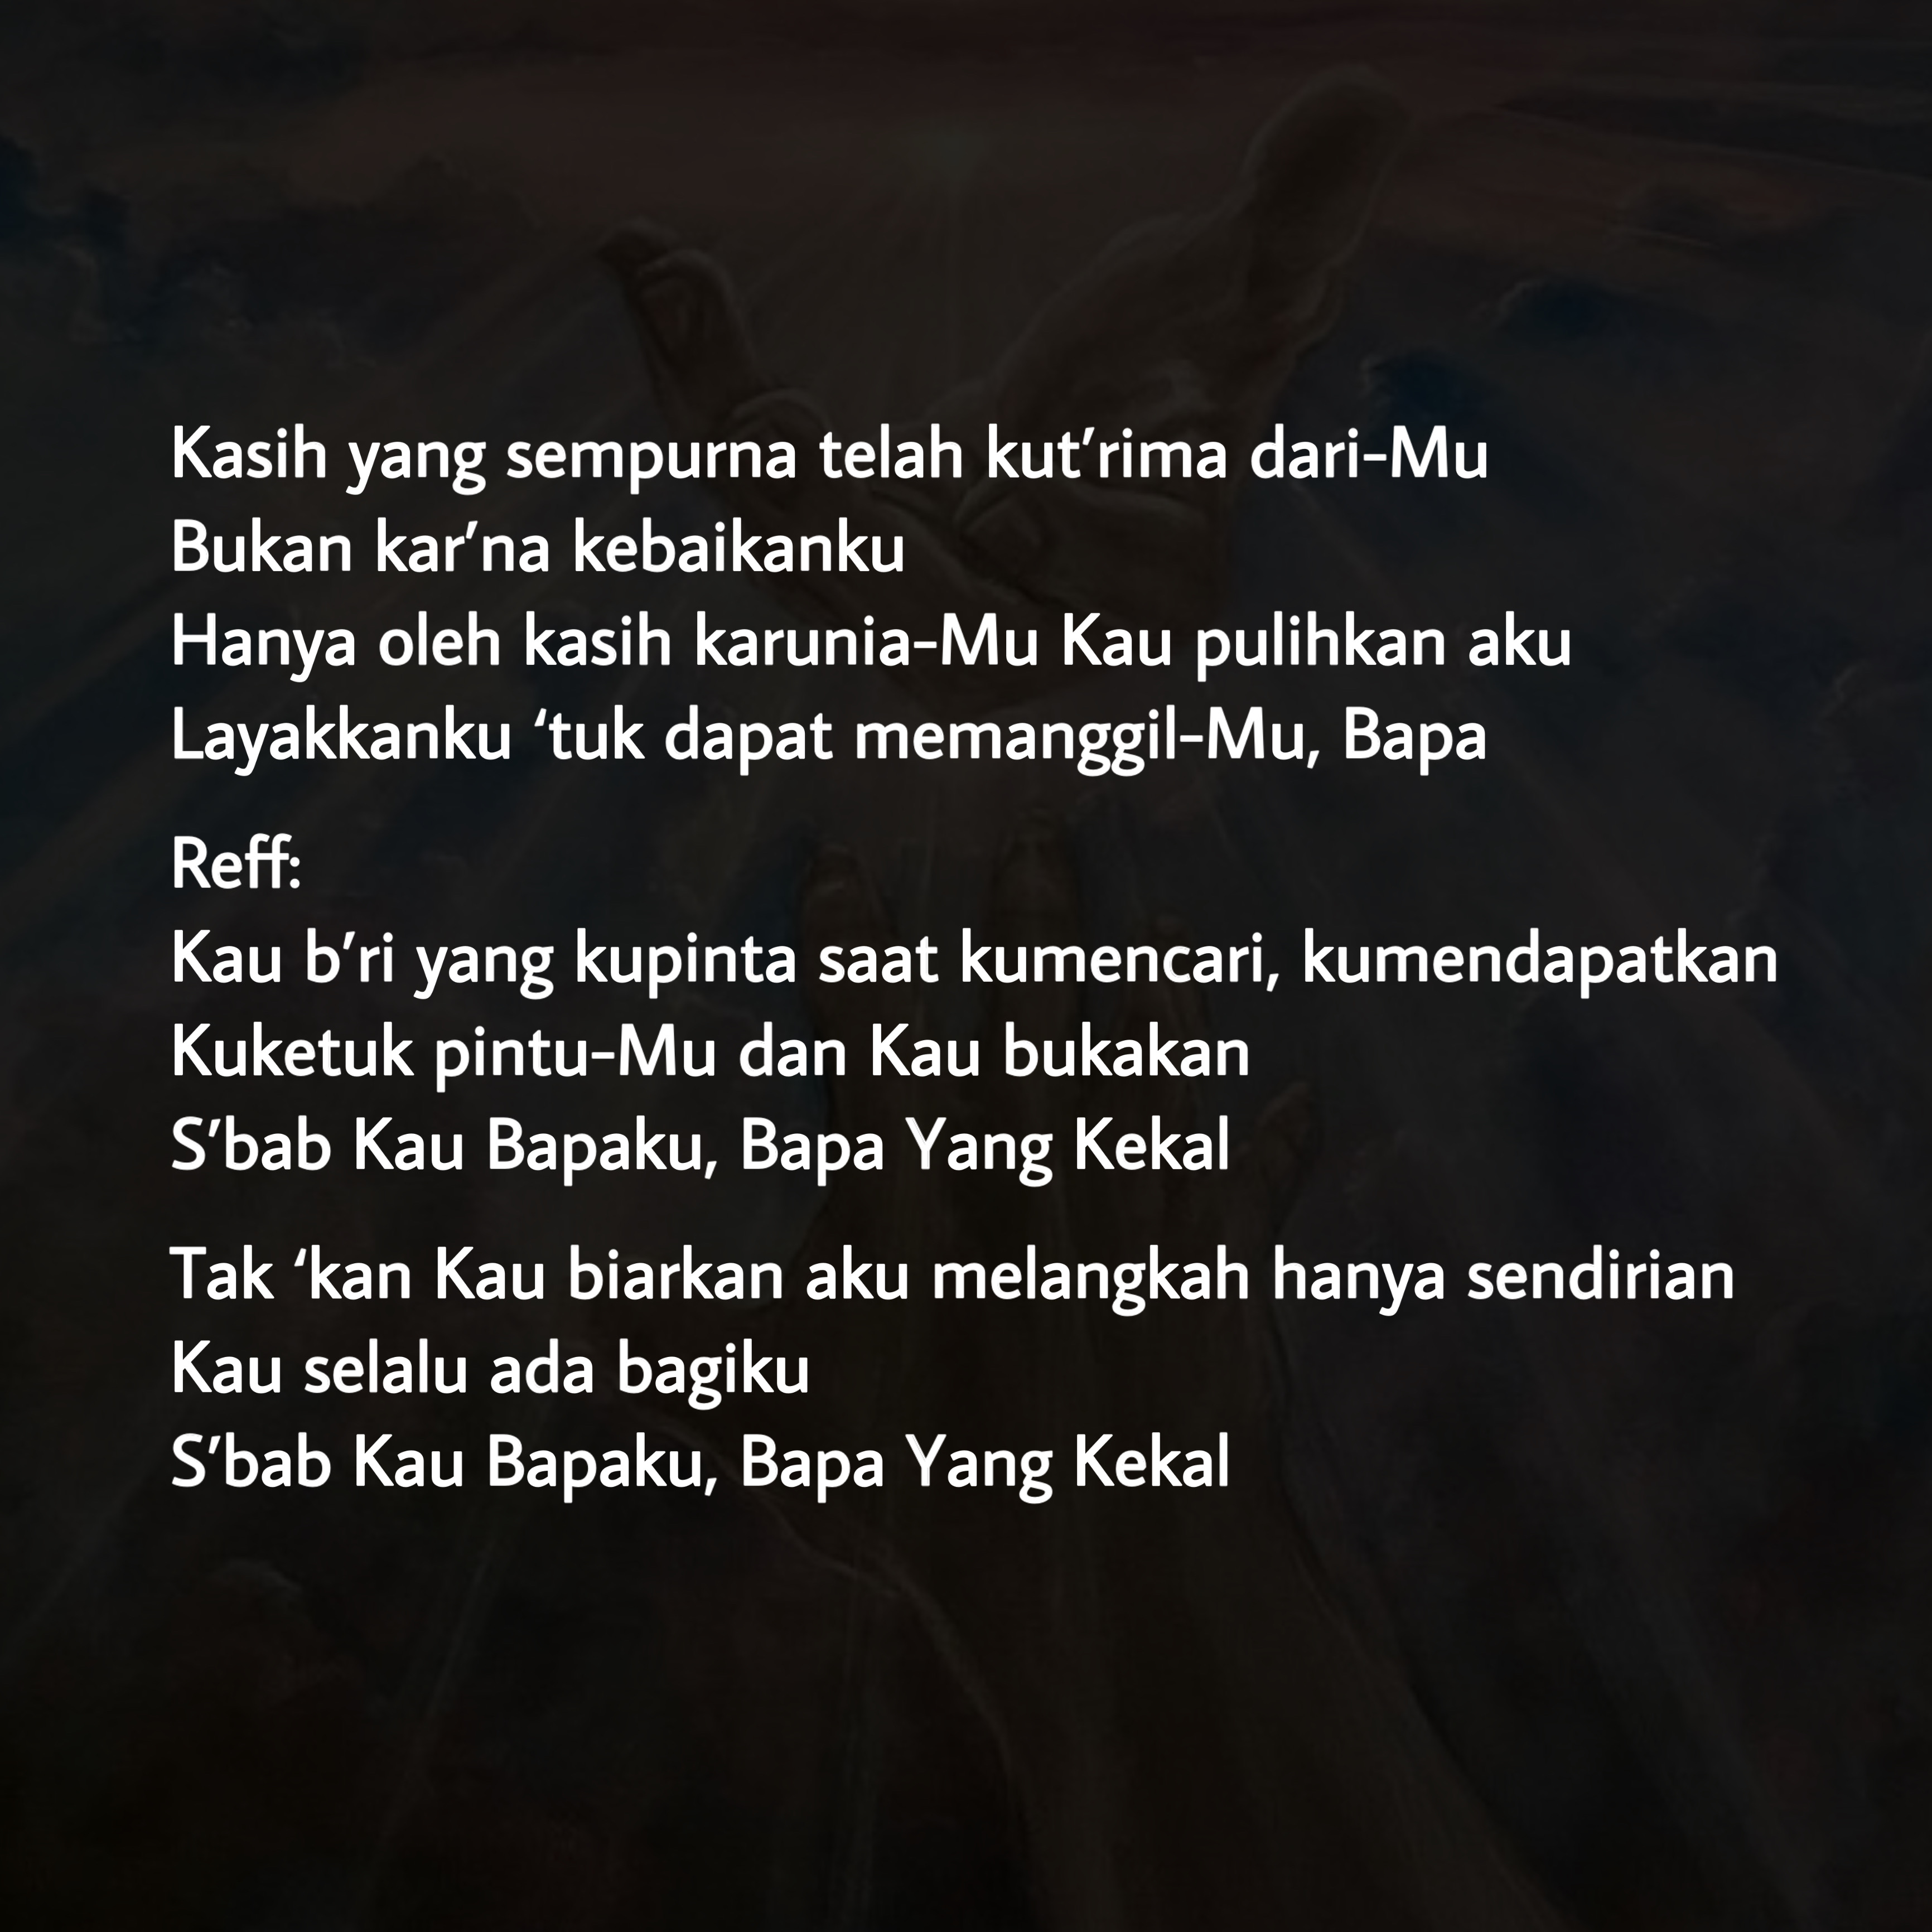 Kasih yang sempurna telah kut’rima dari-Mu
Bukan kar’na kebaikanku
Hanya oleh kasih karunia-Mu Kau pulihkan aku
Layakkanku ‘tuk dapat memanggil-Mu, Bapa
Reff:
Kau b’ri yang kupinta saat kumencari, kumendapatkan
Kuketuk pintu-Mu dan Kau bukakan
S’bab Kau Bapaku, Bapa Yang Kekal
Tak ‘kan Kau biarkan aku melangkah hanya sendirian
Kau selalu ada bagiku
S’bab Kau Bapaku, Bapa Yang Kekal